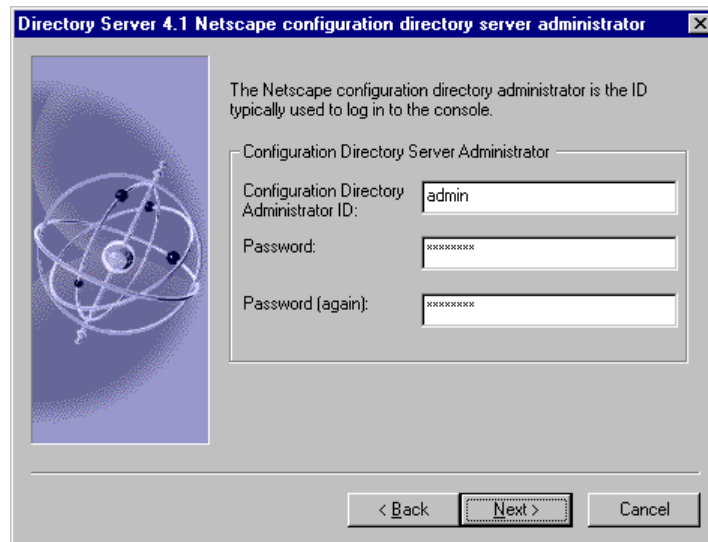 Directory Server 4.1 Netscape configuration directory server administrator
The Netscape configuration directory administrator is the ID
typically used to log in to the console.
Configuration Directory Server Administrator
Configuration Directory
Administrator ID:
admin
Password:
********
Password (again):
********
< Back
Next >
Cancel